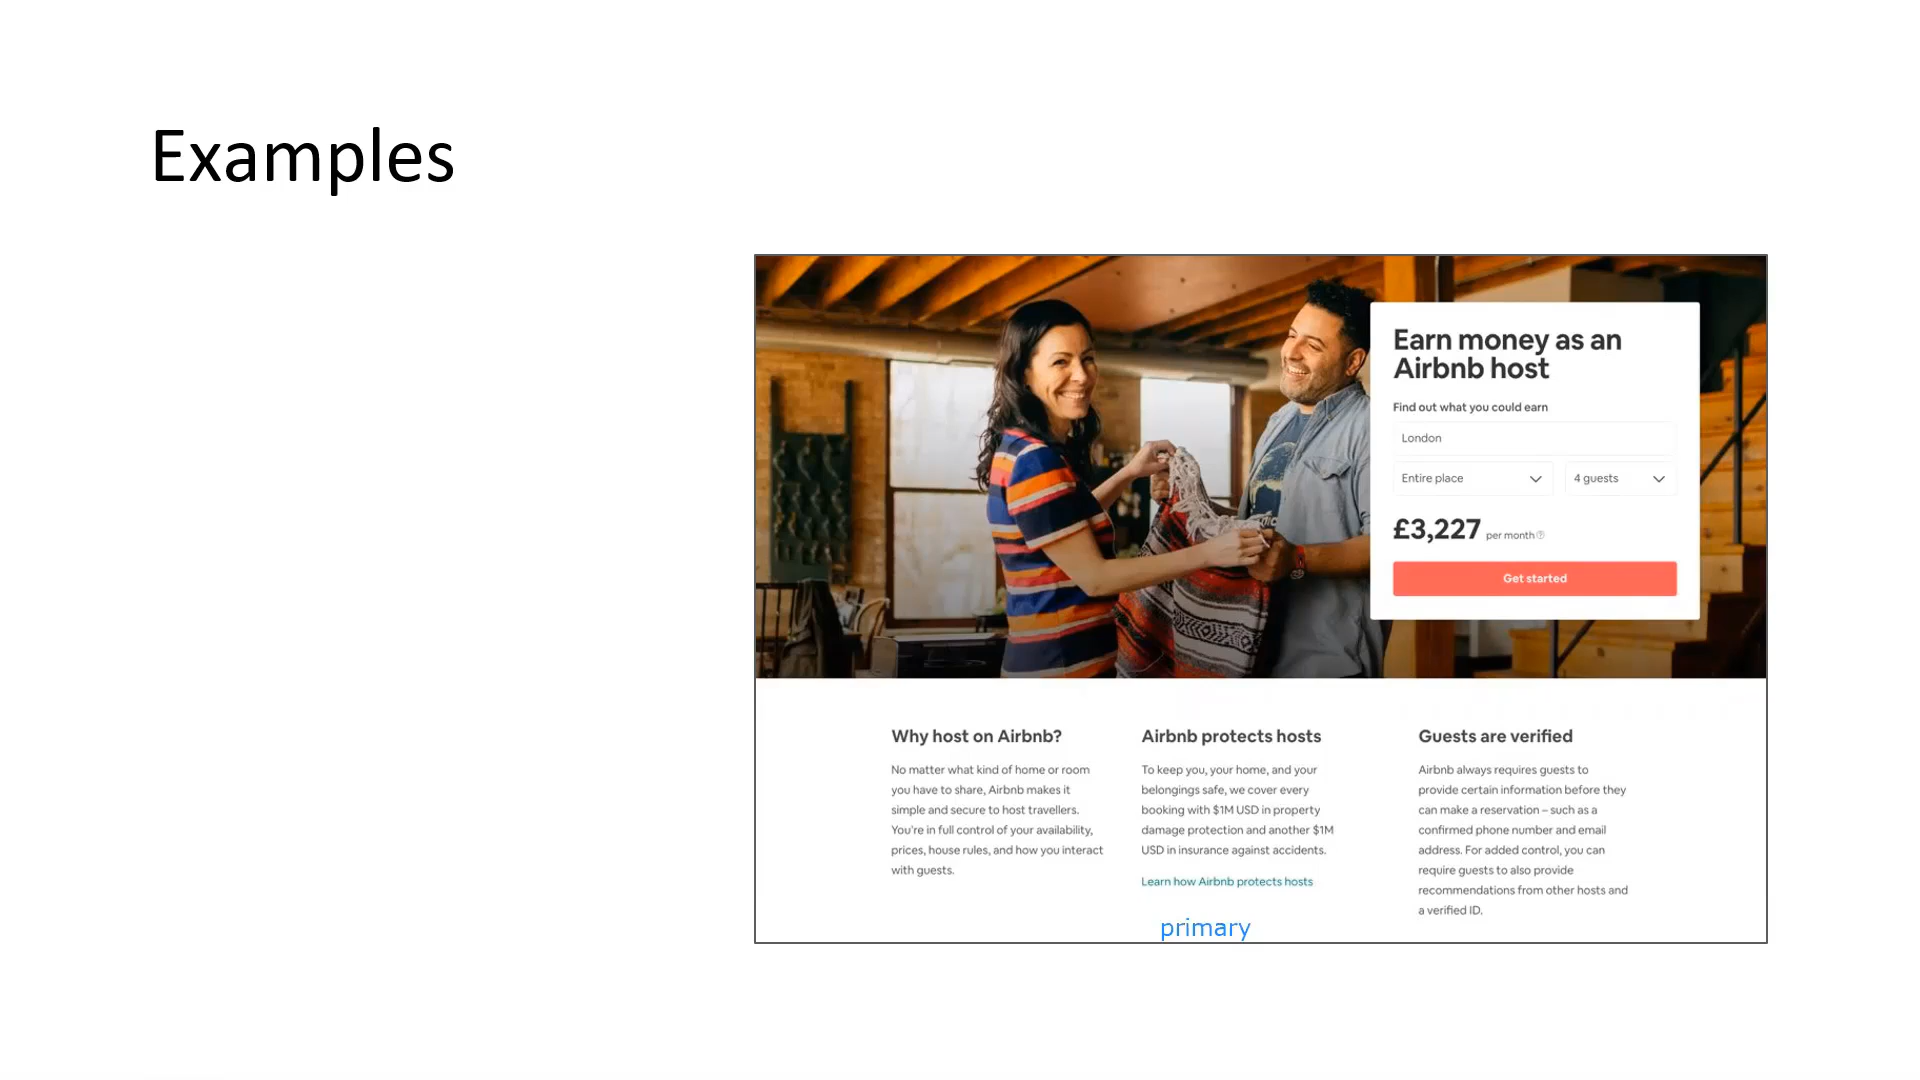 Examples
Earn money as an
Airbnb host
Find out what you could earn
London
Entire place
4 guests
£3,227 per month
Get started
Why host on Airbnb?
No matter what kind of home or room
you have to share, Airbnb makes it
simple and secure to host travellers.
You're in full control of your availability,
prices, house rules, and how you interact
with guests.
Airbnb protects hosts
To keep you, your home, and your
belongings safe, we cover every
booking with $1M USD in property
damage protection and another $1M
USD in insurance against accidents.
Learn how Airbnb protects hosts
Guests are verified
Airbnb always requires guests to
provide certain information before they
can make a reservation – such as a
confirmed phone number and email
address. For added control, you can
require guests to also provide
recommendations from other hosts and
a verified ID.
primary